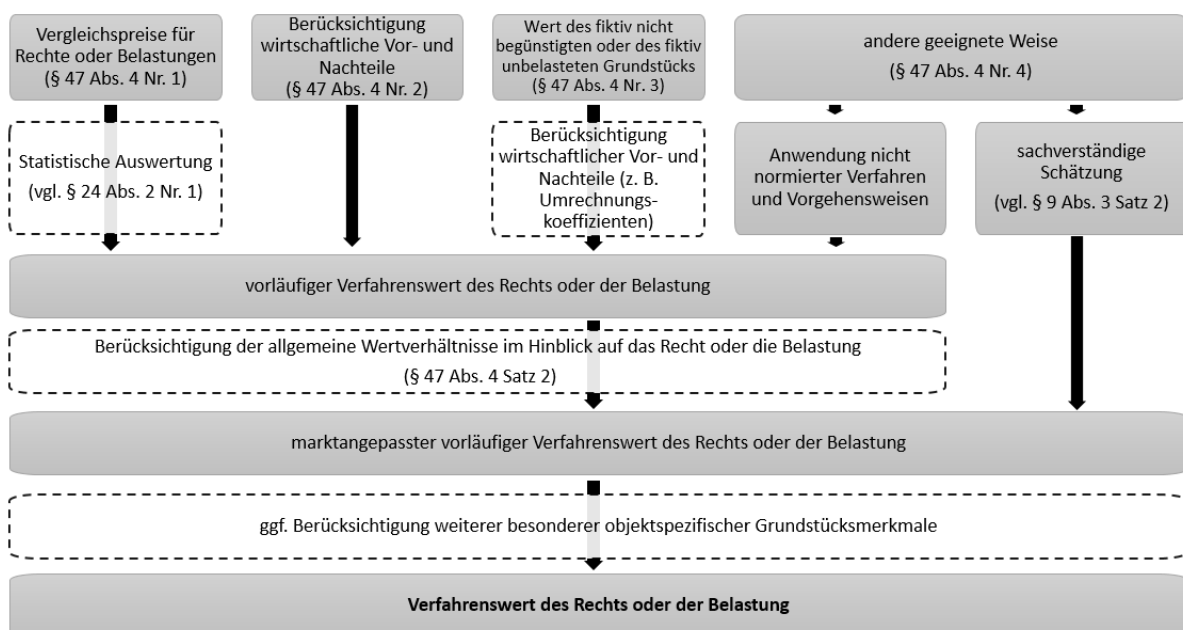 Vergleichspreise für
Rechte oder Belastungen
(§ 47 Abs. 4 Nr. 1)
Berücksichtigung
wirtschaftliche Vor- und
Nachteile
(§ 47 Abs. 4 Nr. 2)
Wert des fiktiv nicht
begünstigten oder des fiktiv
unbelasteten Grundstücks
(§ 47 Abs. 4 Nr. 3)
andere geeignete Weise
(§ 47 Abs. 4 Nr. 4)
Statistische Auswertung
(vgl. § 24 Abs. 2 Nr. 1)
Berücksichtigung
wirtschaftlicher Vor- und
Nachteile (z. B.
Umrechnungs-
koeffizienten)
Anwendung nicht
normierter Verfahren
und Vorgehensweisen
sachverständige
Schätzung
(vgl. § 9 Abs. 3 Satz 2)
vorläufiger Verfahrenswert des Rechts oder der Belastung
Berücksichtigung der allgemeine Wertverhältnisse im Hinblick auf das Recht oder die Belastung
(§ 47 Abs. 4 Satz 2)
marktangepasster vorläufiger Verfahrenswert des Rechts oder der Belastung
ggf. Berücksichtigung weiterer besonderer objektspezifischer Grundstücksmerkmale
Verfahrenswert des Rechts oder der Belastung